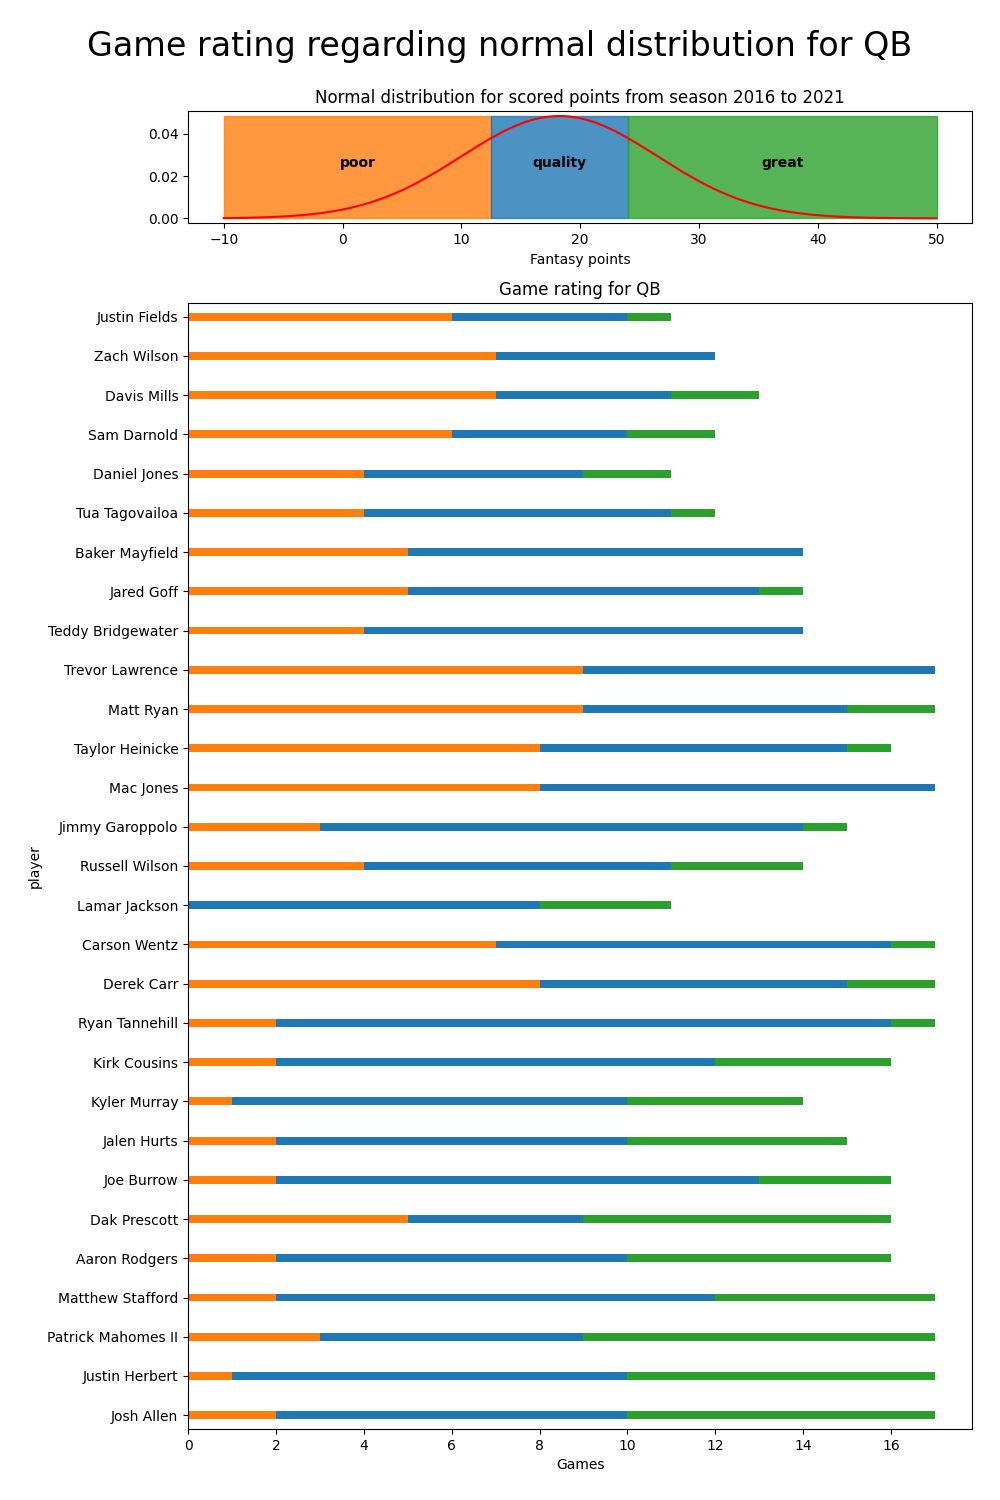 Game rating regarding normal distribution for QB
Normal distribution for scored points from season 2016 to 2021
0.04
0.02
0.00
poor quality great
−10 0 10 20 30 40 50
Fantasy points
Game rating for QB
Justin Fields
Zach Wilson
Davis Mills
Sam Darnold
Daniel Jones
Tua Tagovailoa
Baker Mayfield
Jared Goff
Teddy Bridgewater
Trevor Lawrence
Matt Ryan
Taylor Heinicke
Mac Jones
Jimmy Garoppolo
player
Russell Wilson
Lamar Jackson
Carson Wentz
Derek Carr
Ryan Tannehill
Kirk Cousins
Kyler Murray
Jalen Hurts
Joe Burrow
Dak Prescott
Aaron Rodgers
Matthew Stafford
Patrick Mahomes II
Justin Herbert
Josh Allen
0 2 4 6 8 10 12 14 16
Games